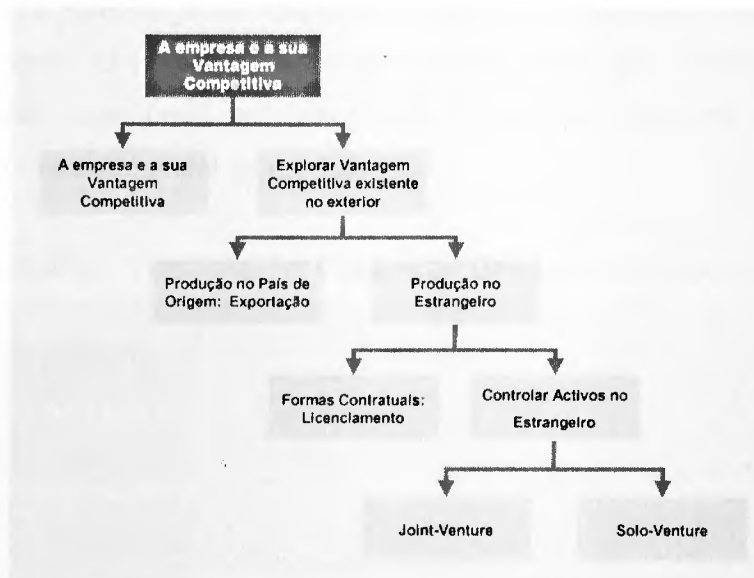 A empresa e a sua
Vantagem
Competitiva
A empresa e a sua
Vantagem
Competitiva
Explorar Vantagem
Competitiva existente
no exterior
Produção no País de
Origem: Exportação
Produção no
Estrangeiro
Formas Contratuais:
Licenciamento
Controlar Activos no
Estrangeiro
Joint-Venture
Solo-Venture